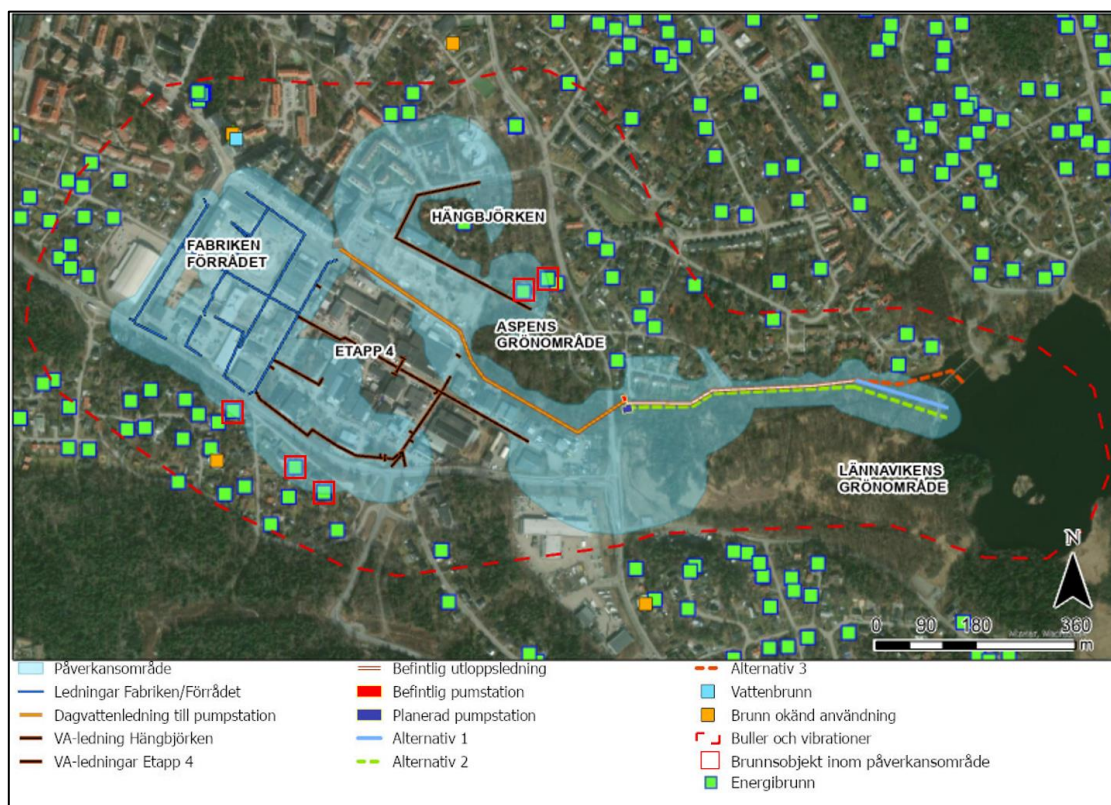 HÄNGBJÖRKEN
FABRIKEN
FÖRRÅDET
ASPENS
GRÖNOMRÅDE
ETAPP 4
LÄNNAVIKENS
GRÖNOMRÅDE
N
0 90 180 360
m
Påverkansområde
Ledningar Fabriken/Förrådet
Dagvattenledning till pumpstation
VA-ledning Hängbjörken
VA-ledningar Etapp 4
Befintlig utloppsledning
Befintlig pumstation
Planerad pumpstation
Alternativ 1
Alternativ 2
Alternativ 3
Vattenbrunn
Brunn okänd användning
Buller och vibrationer
Brunnsobjekt inom påverkansområde
Energibrunn